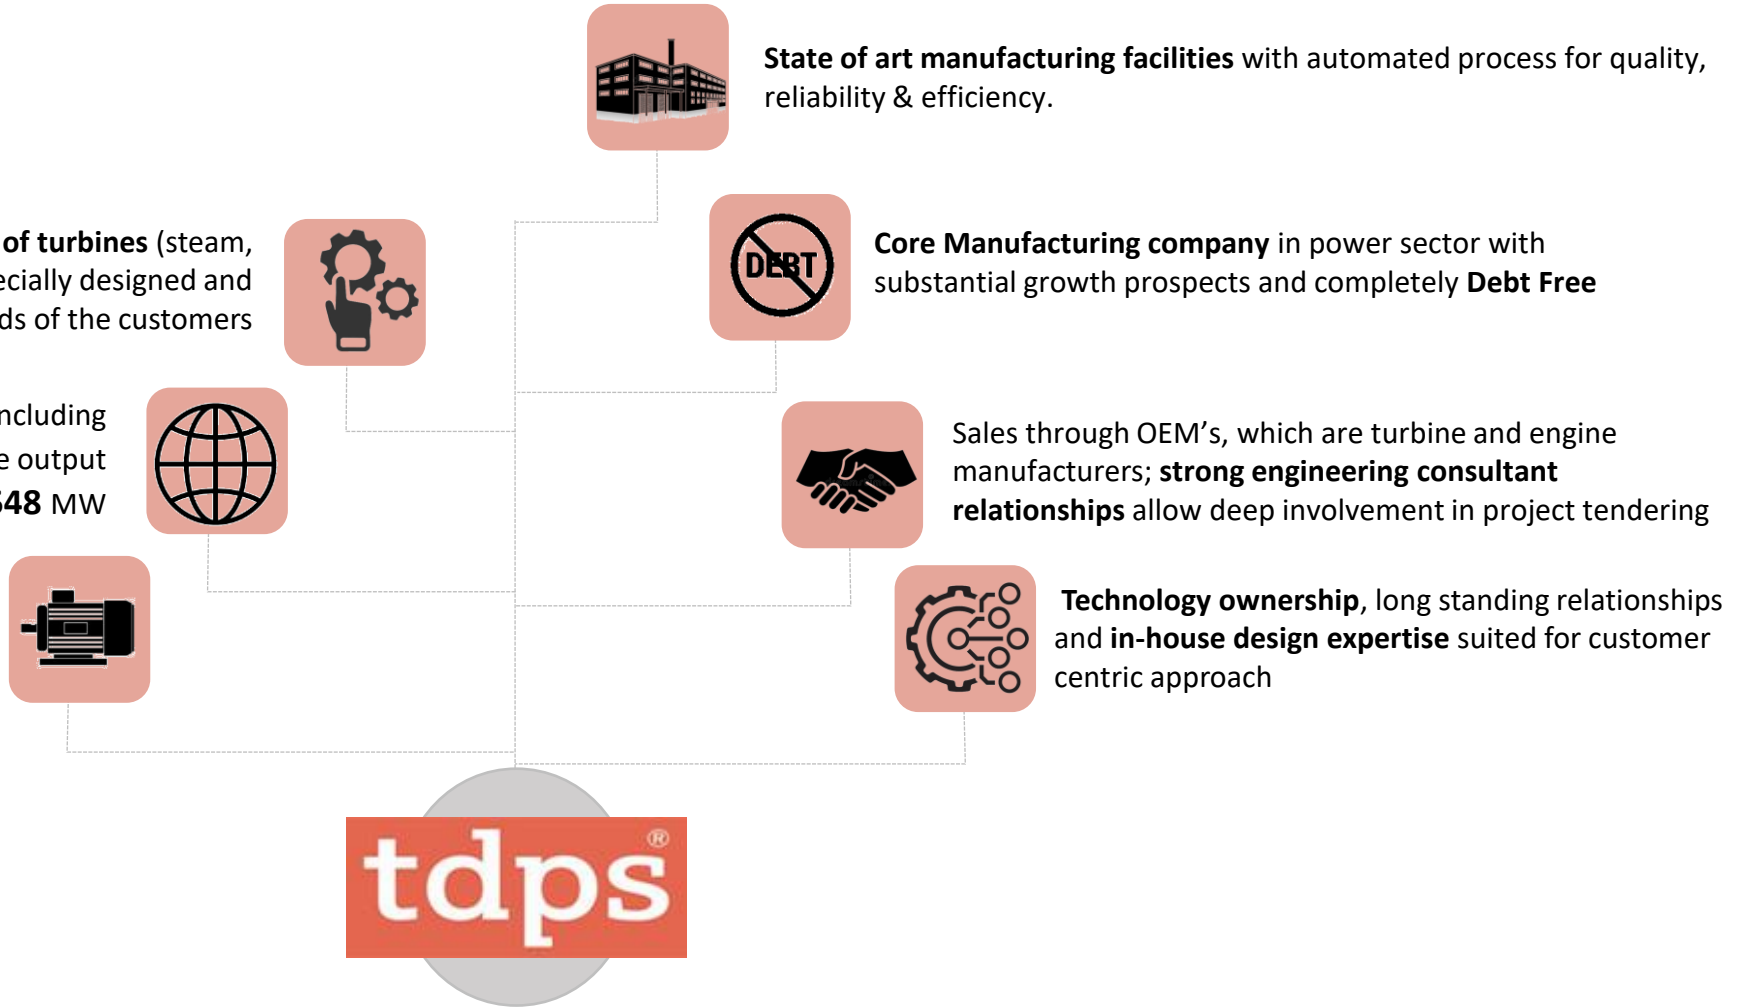 State of art manufacturing facilities with automated process for quality,
reliability & efficiency.
of turbines (steam,
designed and
of the customers
DEBT
Core Manufacturing company in power sector with
substantial growth prospects and completely Debt Free
output
MW
Sales through OEM’s, which are turbine and engine
manufacturers; strong engineering consultant
relationships allow deep involvement in project tendering
Technology ownership, long standing relationships
and in-house design expertise suited for customer
centric approach
tdps®